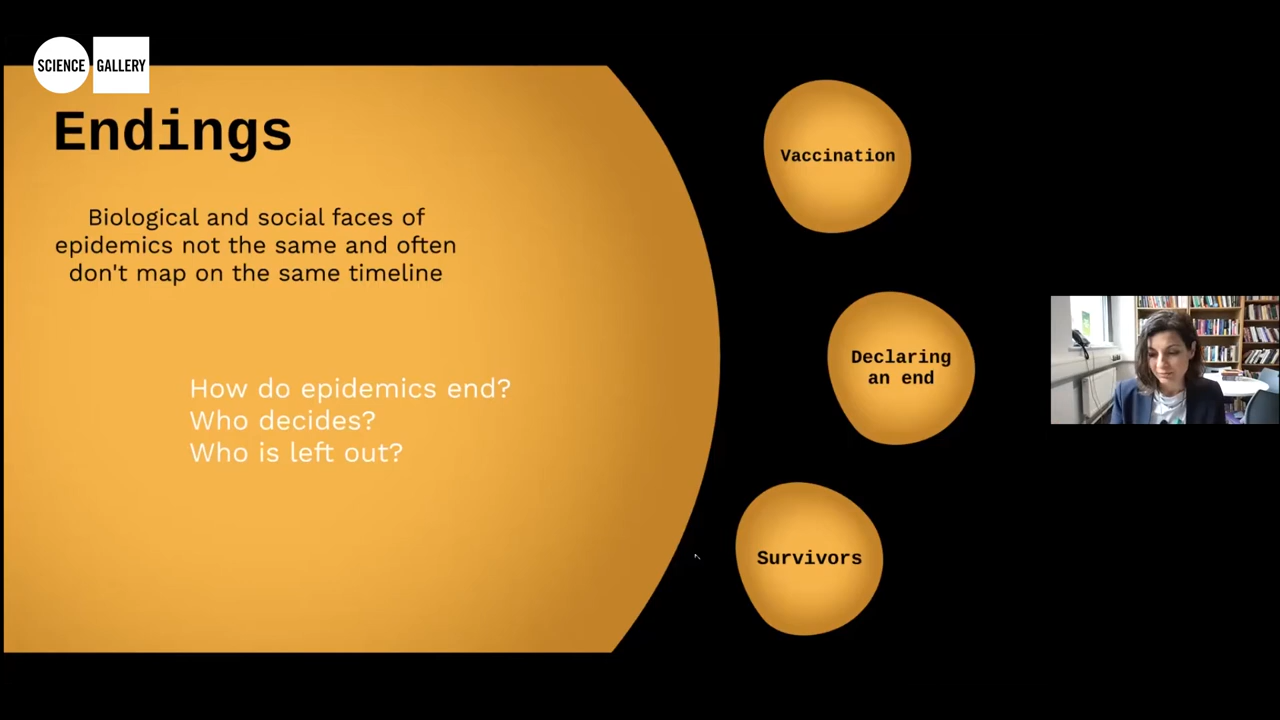 SCIENCE GALLERY
Endings
Biological and social faces of
epidemics not the same and often
don't map on the same timeline
How do epidemics end?
Who decides?
Who is left out?
Vaccination
Declaring
an end
Survivors